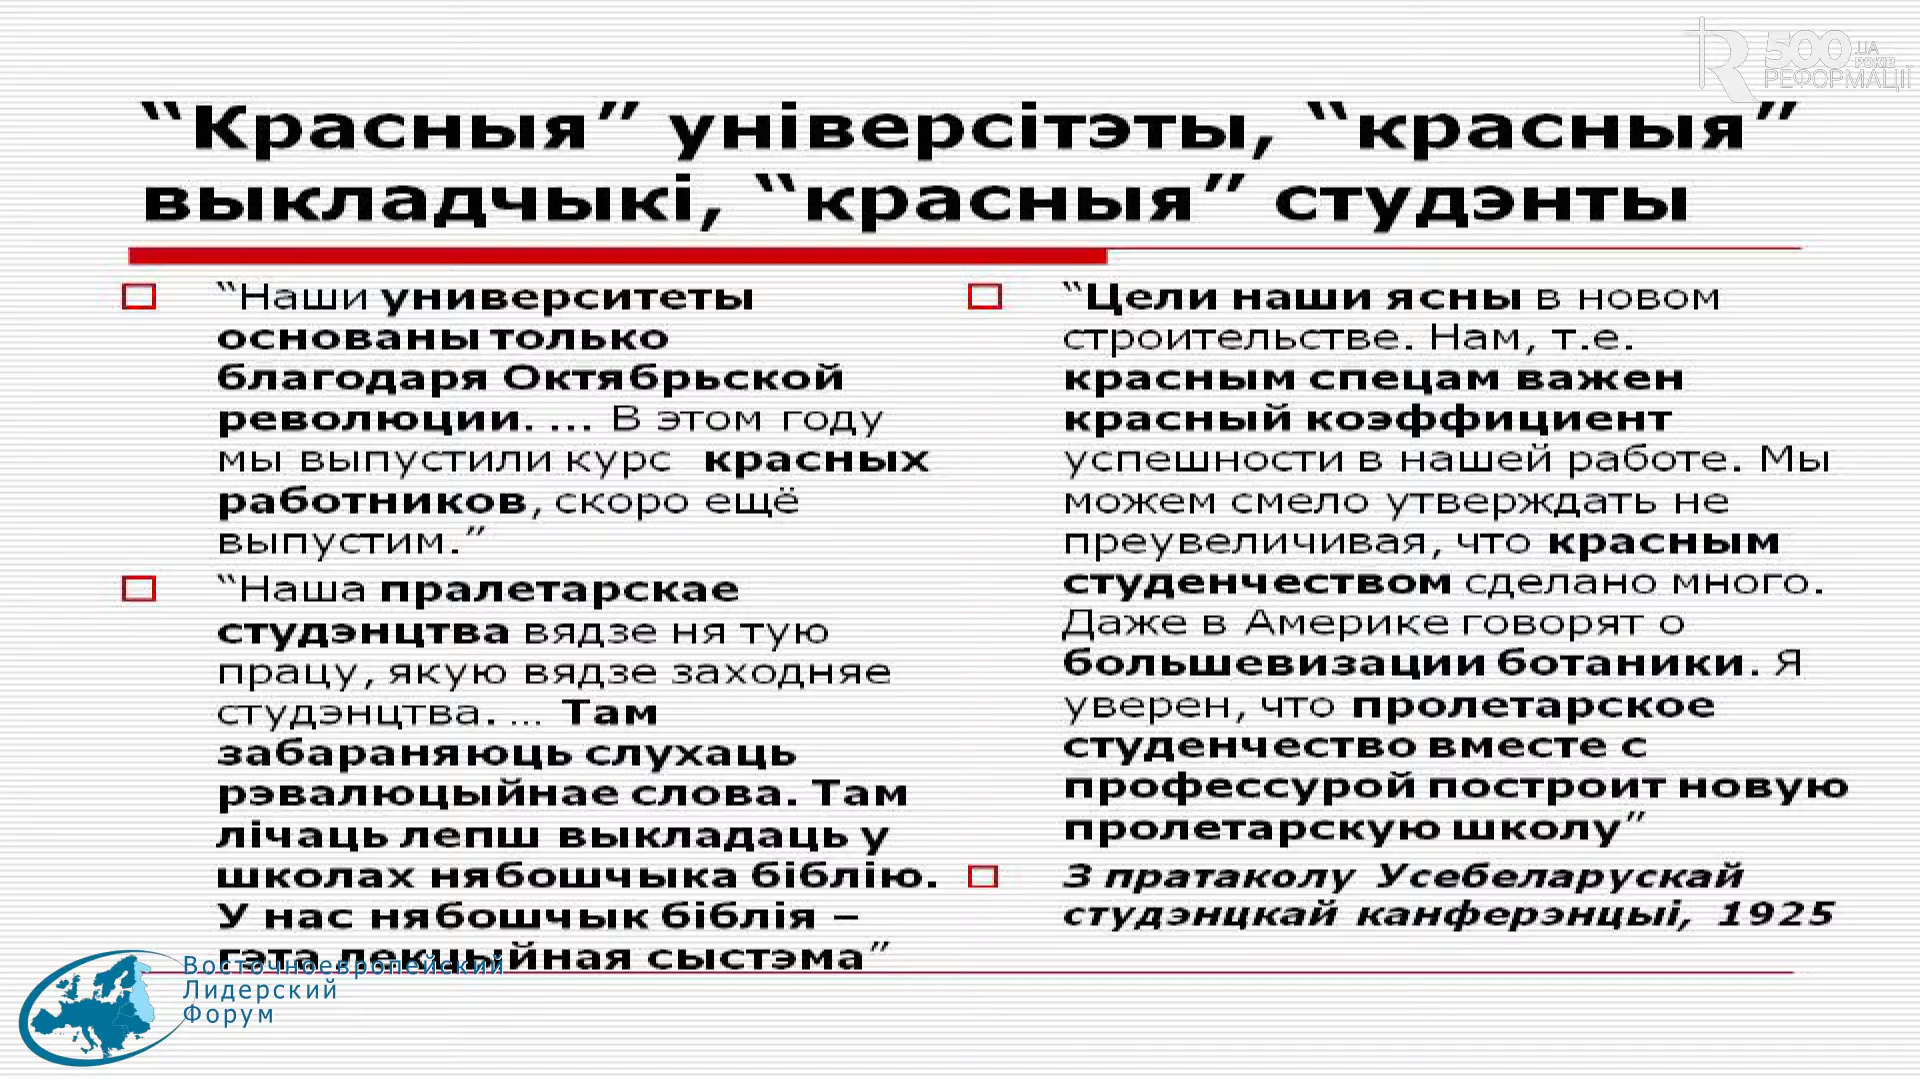 “Красныя” універсітэты, “красныя”
выкладчыкі, “красныя” студэнты
“Наши университеты
основаны только
благодаря Октябрьской
революции. ... В этом году
мы выпустили курс красных
работников, скоро ещё
выпустим.”
“Наша пралетарскае
студэнцтва вядзе ня тую
працу, якую вядзе заходняе
студэнцтва. ... Там
забараняюць слухаць
рэвалюцыйнае слова. Там
лічаць лепш выкладаць у
школах нябошчыка біблію.
У нас нябошчык біблія –
гэта лекцыйная сыстэма”
“Цели наши ясны в новом
строительстве. Нам, т.е.
красным спецам важен
красный коэффициент
успешности в нашей работе. Мы
можем смело утверждать не
преувеличивая, что красным
студенчеством сделано много.
Даже в Америке говорят о
большевизации ботаники. Я
уверен, что пролетарское
студенчество вместе с
профессурой построит новую
пролетарскую школу”
З пратаколу Усебеларускай
студэнцкай канферэнцыі, 1925
R 500 .UA
РОКІВ
РЕФОРМАЦІЇ
Восточноевропейский
Лидерский
Форум